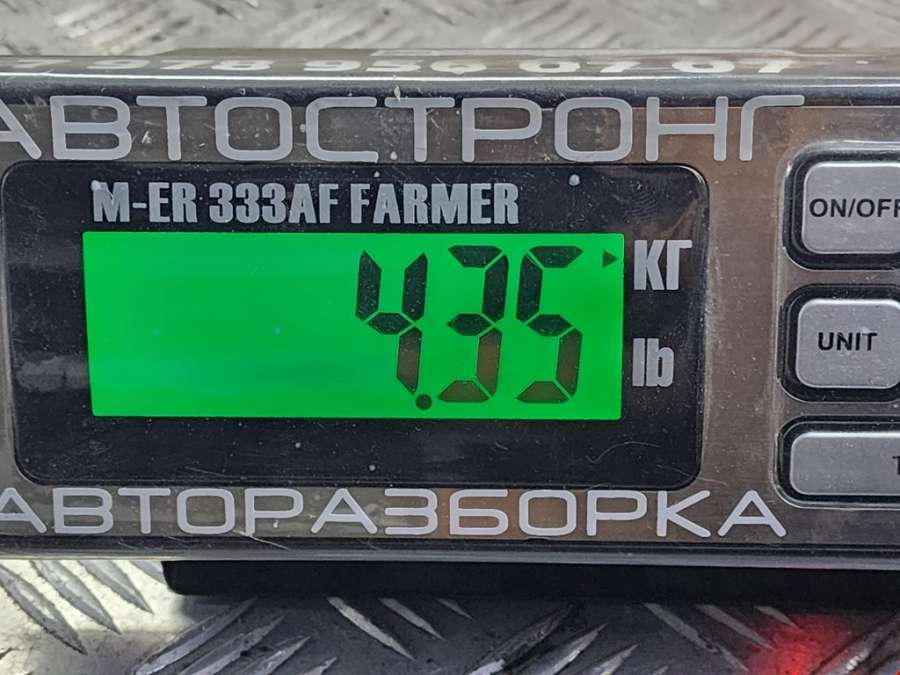 АВТОСТРОНГ
M-ER 333AF FARMER
ON/OFF
4.35
КГ
UNIT
lb
АВТОРАЗБОРКА